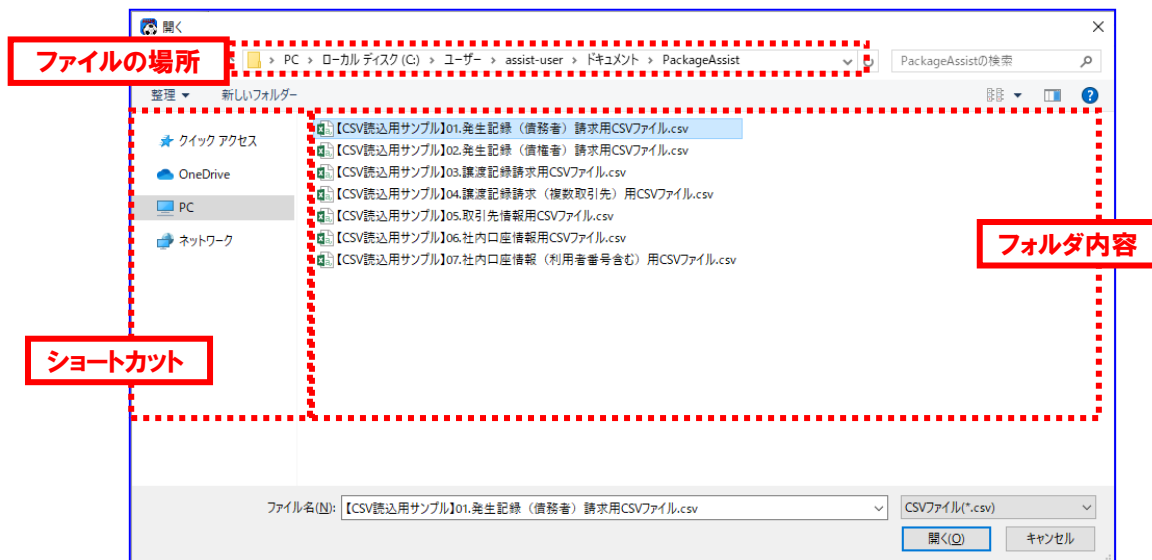 開く
ファイルの場所
> PC > ローカル ディスク (C:) > ユーザー > assist-user > ドキュメント > PackageAssist
PackageAssistの検索
整理 新しいフォルダー
クイック アクセス
OneDrive
PC
ネットワーク
【CSV読込用サンプル】01.発生記録（債務者）請求用CSVファイル.csv
【CSV読込用サンプル】02.発生記録（債権者）請求用CSVファイル.csv
【CSV読込用サンプル】03.譲渡記録請求用CSVファイル.csv
【CSV読込用サンプル】04.譲渡記録請求（複数取引先）用CSVファイル.csv
【CSV読込用サンプル】05.取引先情報用CSVファイル.csv
【CSV読込用サンプル】06.社内口座情報用CSVファイル.csv
【CSV読込用サンプル】07.社内口座情報（利用者番号含む）用CSVファイル.csv
フォルダ内容
ショートカット
ファイル名(N): 【CSV読込用サンプル】01.発生記録（債務者）請求用CSVファイル.csv
CSVファイル(*.csv)
開く(O) キャンセル